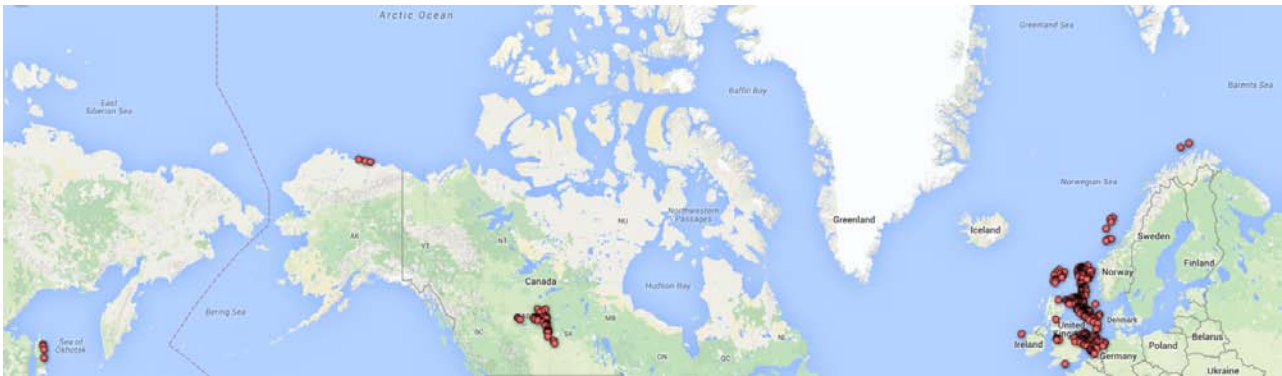 Arctic Ocean
Greenland Sea
Barents Sea
East
Siberian Sea
Baffin Bay
Norwegian Sea
Greenland
Iceland
Sweden
Finland
Norway
AK
YT
NT
NU
Northwestern
Passages
Canada
Hudson Bay
Bering Sea
Sea of
Okhotsk
BC
SK
MB
ON
QC
NL
United
Ireland
Denmark
Germany
Poland
Belarus
Ukraine